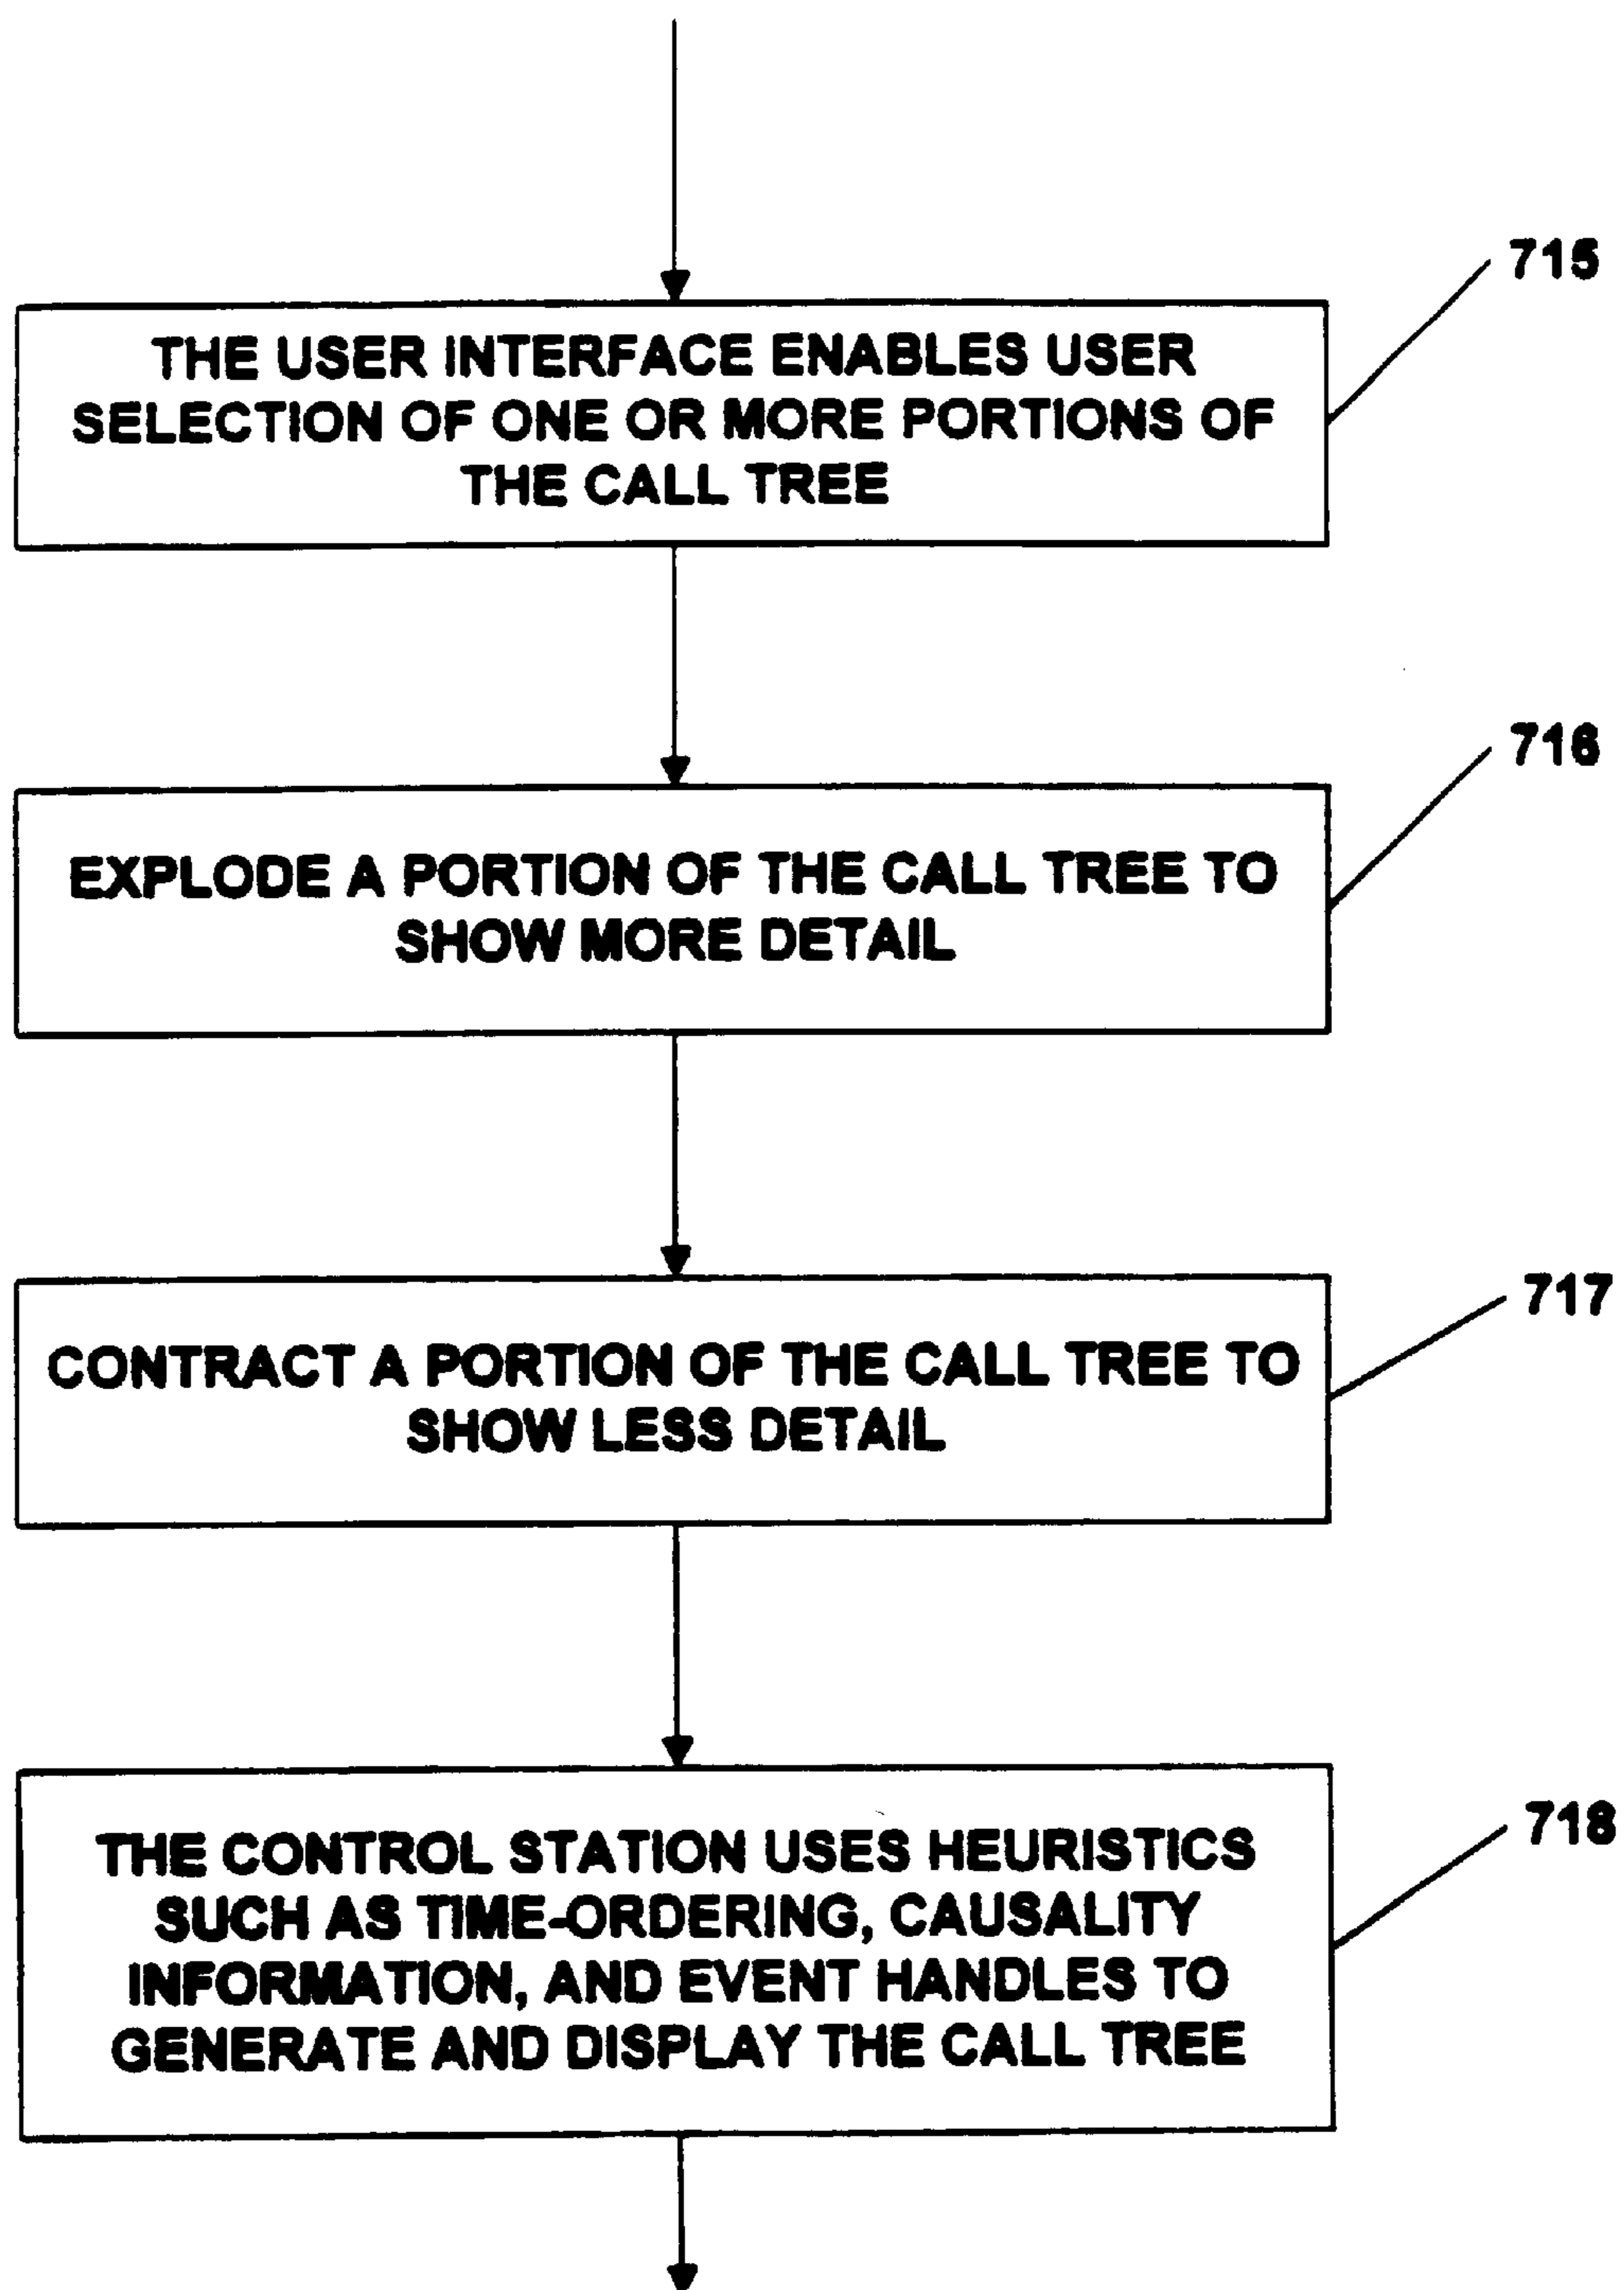 715
THE USER INTERFACE ENABLES USER
SELECTION OF ONE OR MORE PORTIONS OF
THE CALL TREE
716
EXPLODE A PORTION OF THE CALL TREE TO
SHOW MORE DETAIL
717
CONTRACT A PORTION OF THE CALL TREE TO
SHOW LESS DETAIL
718
THE CONTROL STATION USES HEURISTICS
SUCH AS TIME-ORDERING, CAUSALITY
INFORMATION, AND EVENT HANDLES TO
GENERATE AND DISPLAY THE CALL TREE